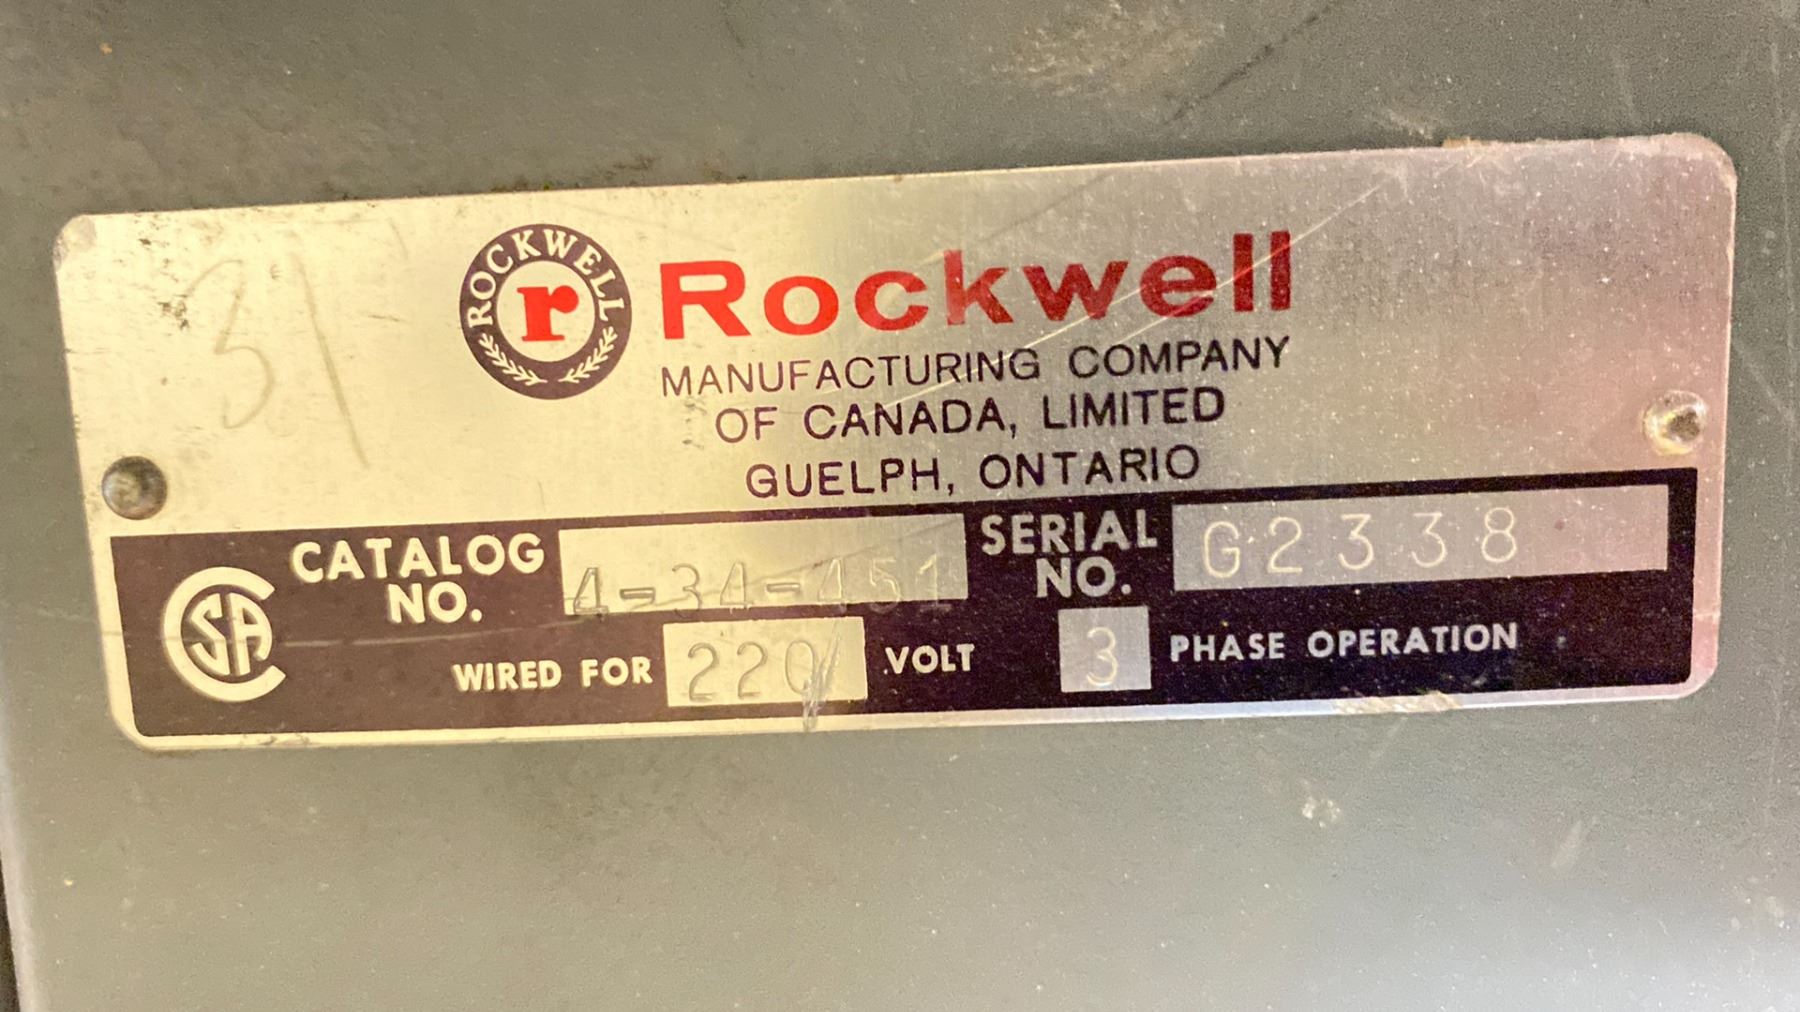 31
ROCKWELL
r
Rockwell
MANUFACTURING COMPANY
OF CANADA, LIMITED
GUELPH, ONTARIO
CATALOG NO. 4-34-451
SERIAL NO. G2338
CSA
WIRED FOR 220 VOLT 3 PHASE OPERATION